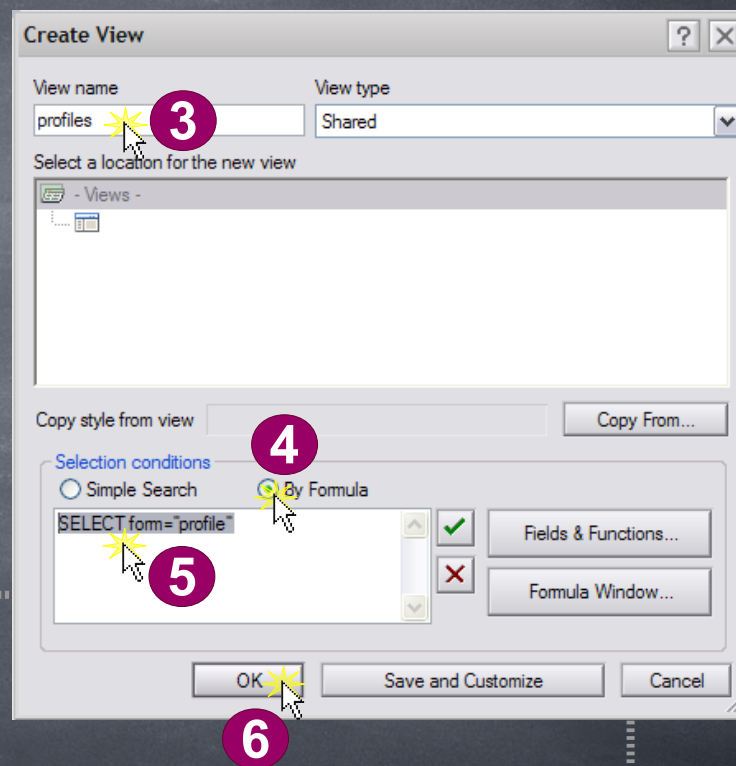 Create View
?
View name View type
profiles 3 Shared
Select a location for the new view
- Views -
Copy style from view Copy From...
4
Selection conditions
Simple Search By Formula
SELECT form="profile"
Fields & Functions...
5
Formula Window...
OK Save and Customize Cancel
6